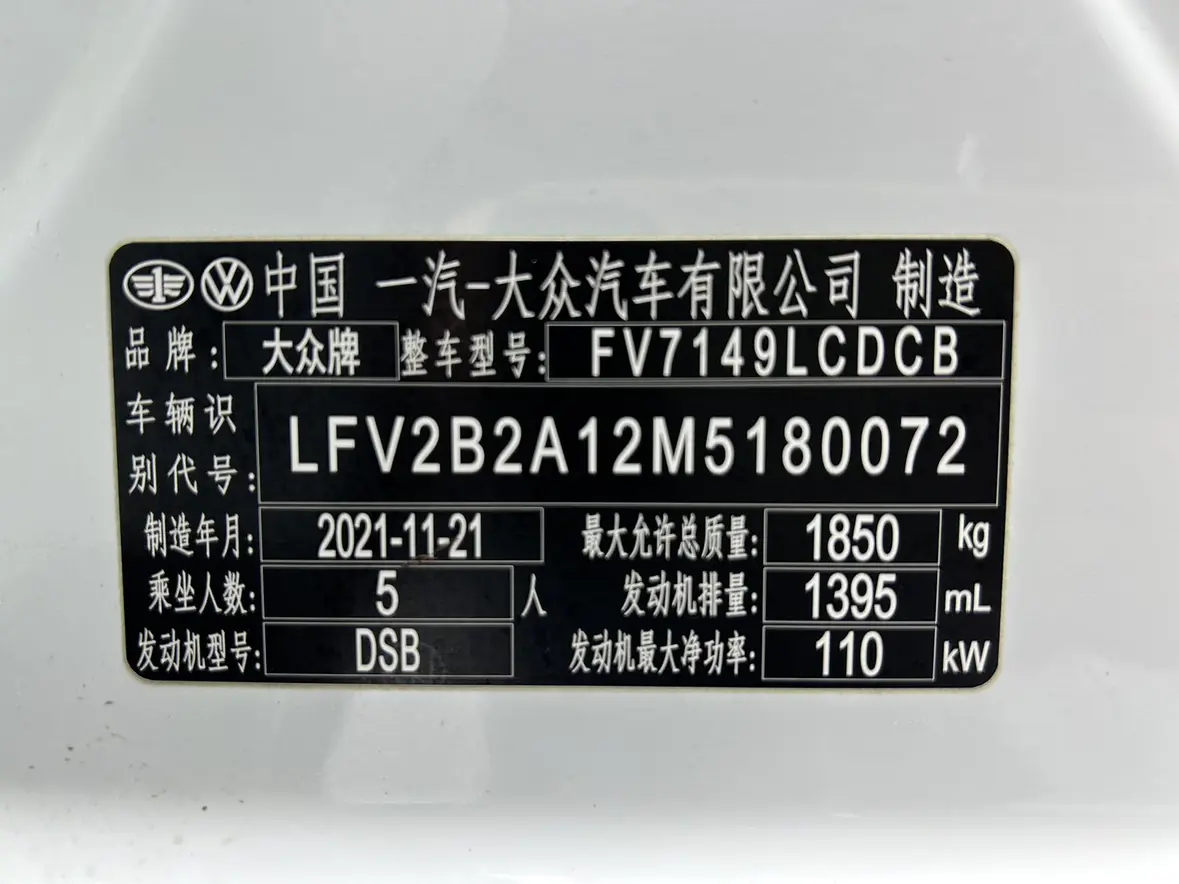 中国 一汽-大众汽车有限公司 制造
品牌: 大众牌 整车型号: FV7149LCDCB
车辆识别代号: LFV2B2A12M5180072
制造年月: 2021-11-21 最大允许总质量: 1850 kg
乘坐人数: 5 人 发动机排量: 1395 mL
发动机型号: DSB 发动机最大净功率: 110 kW